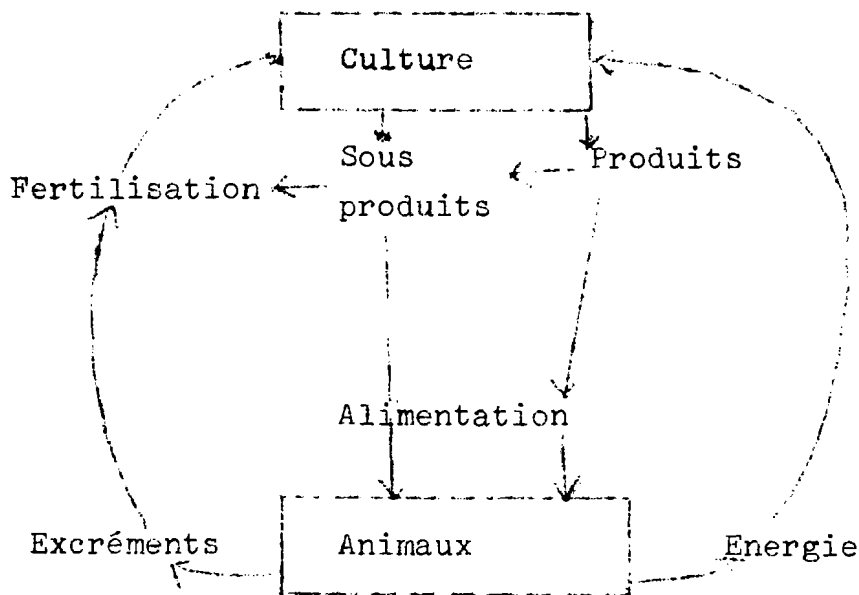 Culture
Sous
Produits
Fertilisation
produits
Alimentation
Excréments
Animaux
Energie